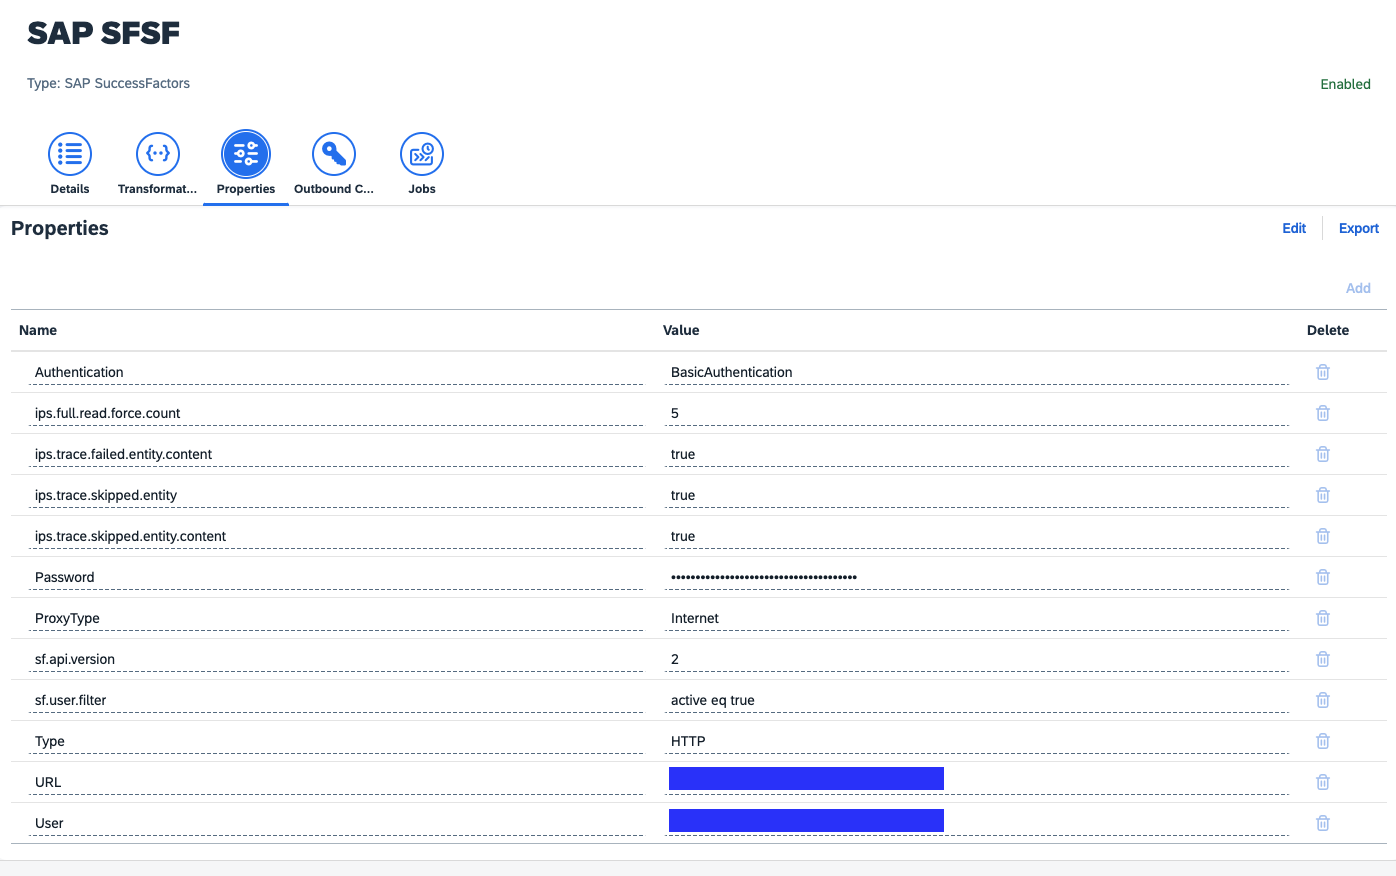 SAP SFSF
Type: SAP SuccessFactors
Enabled
Details
Transformat...
Properties
Outbound C...
Jobs
Properties
Edit
Export
Add
Name Value Delete
Authentication BasicAuthentication
ips.full.read.force.count 5
ips.trace.failed.entity.content true
ips.trace.skipped.entity true
ips.trace.skipped.entity.content true
Password ••••••••••••••••••••••••••••••••••••••
ProxyType Internet
sf.api.version 2
sf.user.filter active eq true
Type HTTP
URL
User